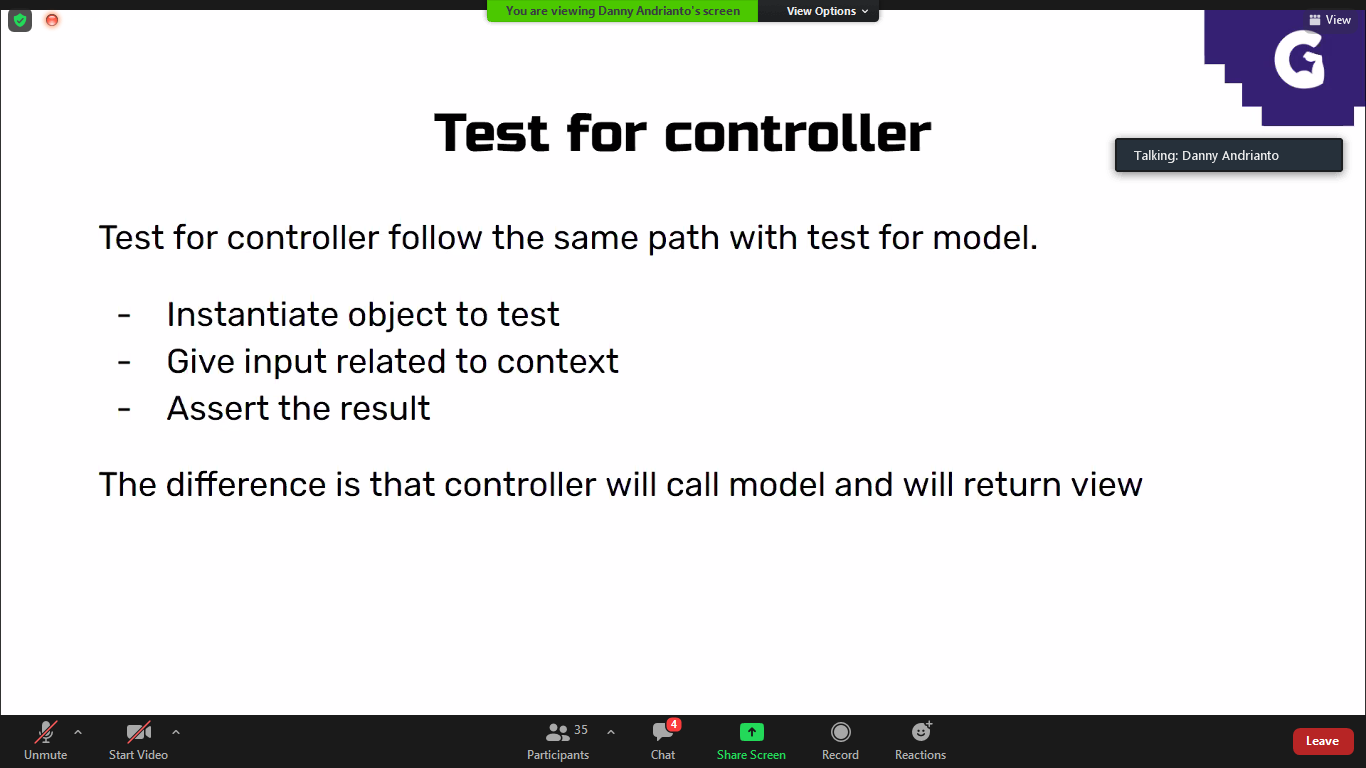 You are viewing Danny Andrianto's screen
View Options
View
G
Test for controller
Talking: Danny Andrianto
Test for controller follow the same path with test for model.
- Instantiate object to test
- Give input related to context
- Assert the result
The difference is that controller will call model and will return view
Unmute
Start Video
35
Participants
4
Chat
Share Screen
Record
Reactions
Leave